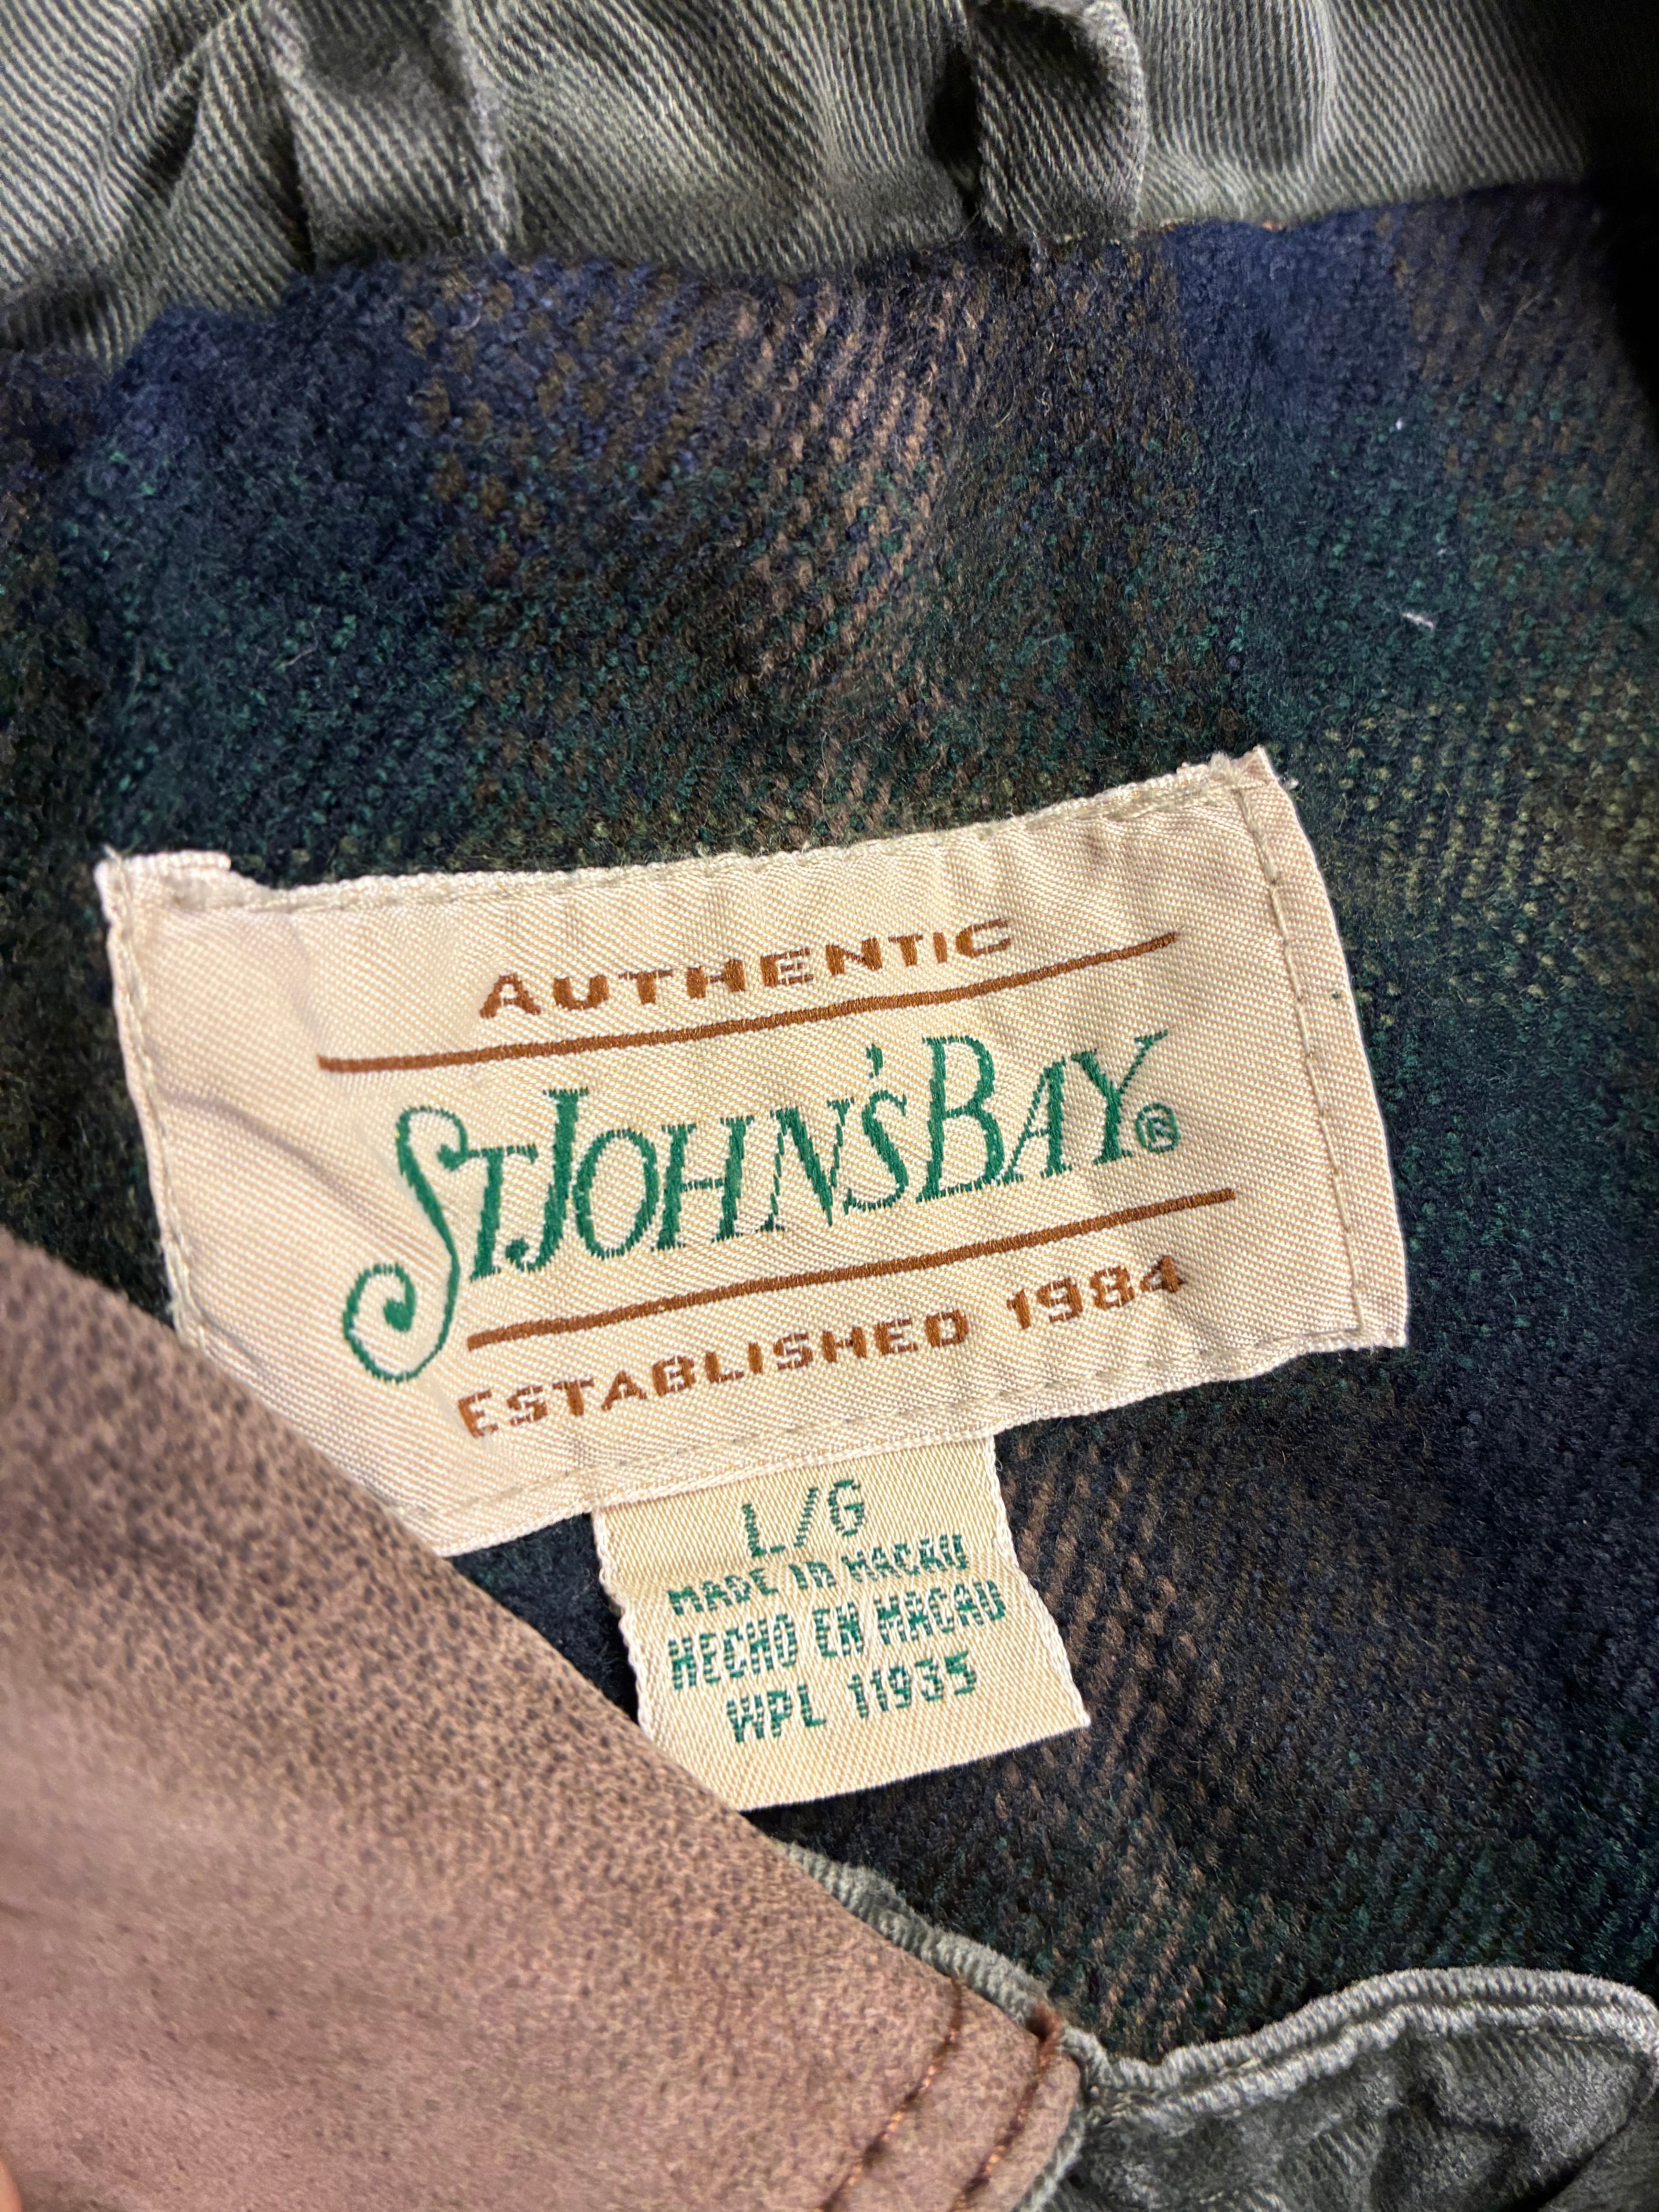 AUTHENTIC
ST JOHN'S BAY®
ESTABLISHED 1984
L/G
MADE IN MACAU
HECHO EN MACAU
WPL 11935